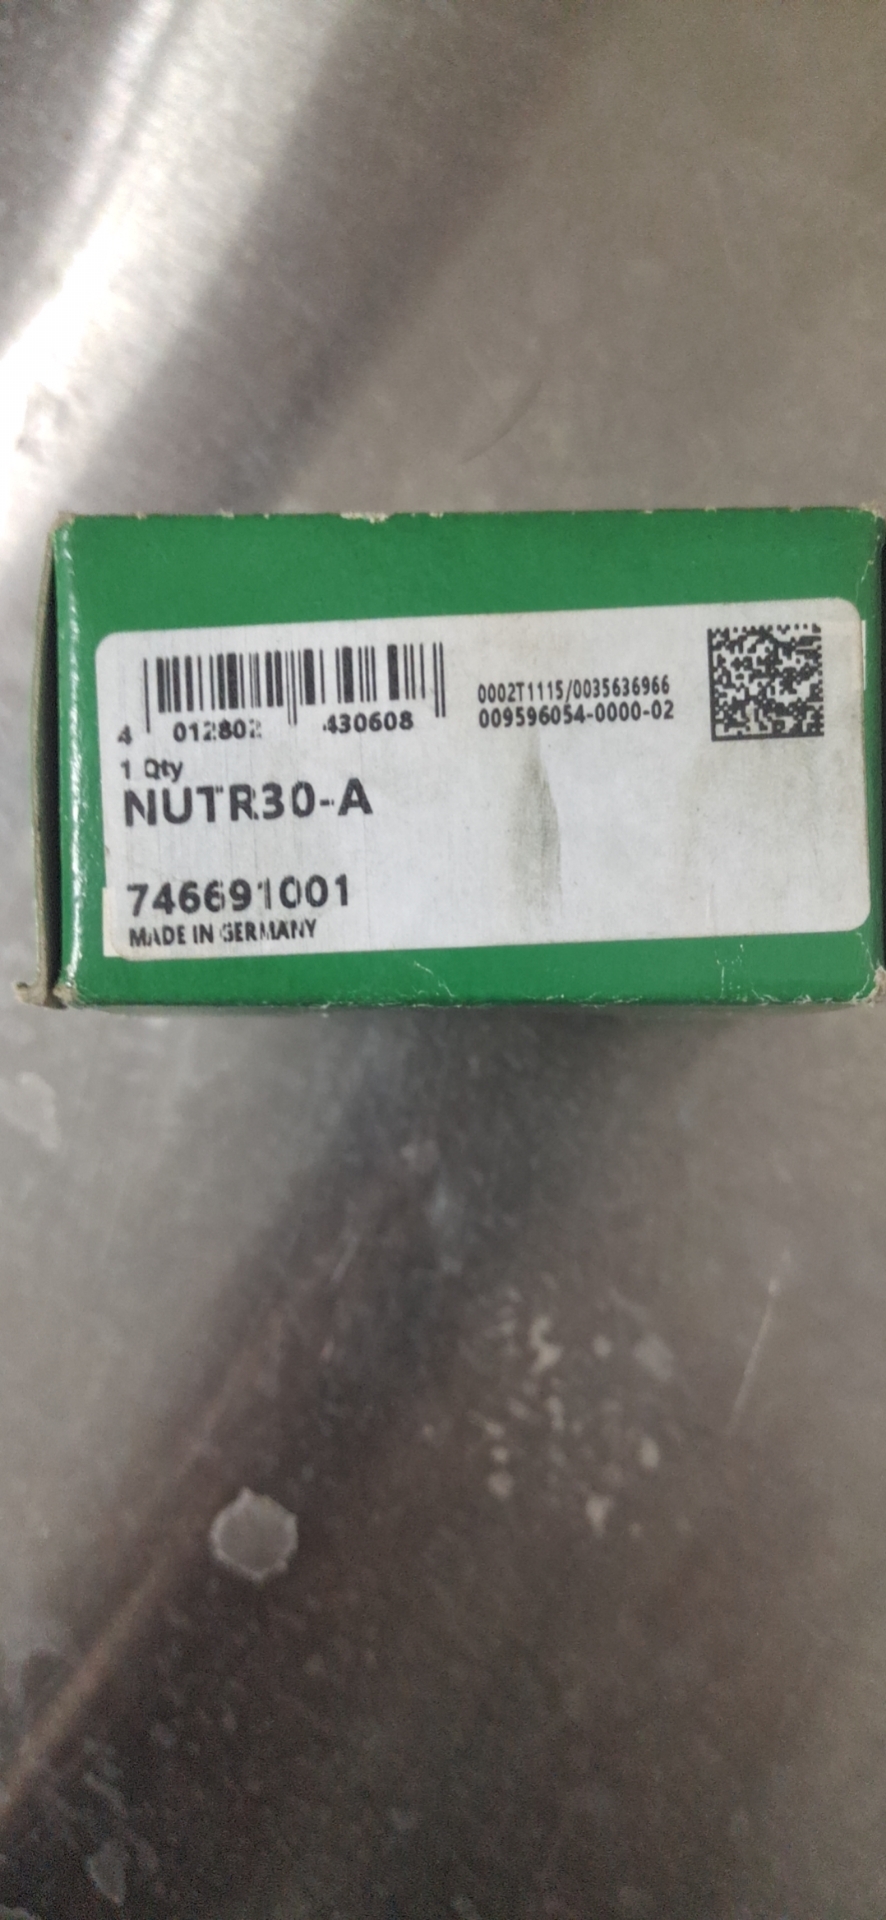 4 012802 430608
0002T1115/0035636966
009596054-0000-02
1 Qty
NUTR30-A
746691001
MADE IN GERMANY